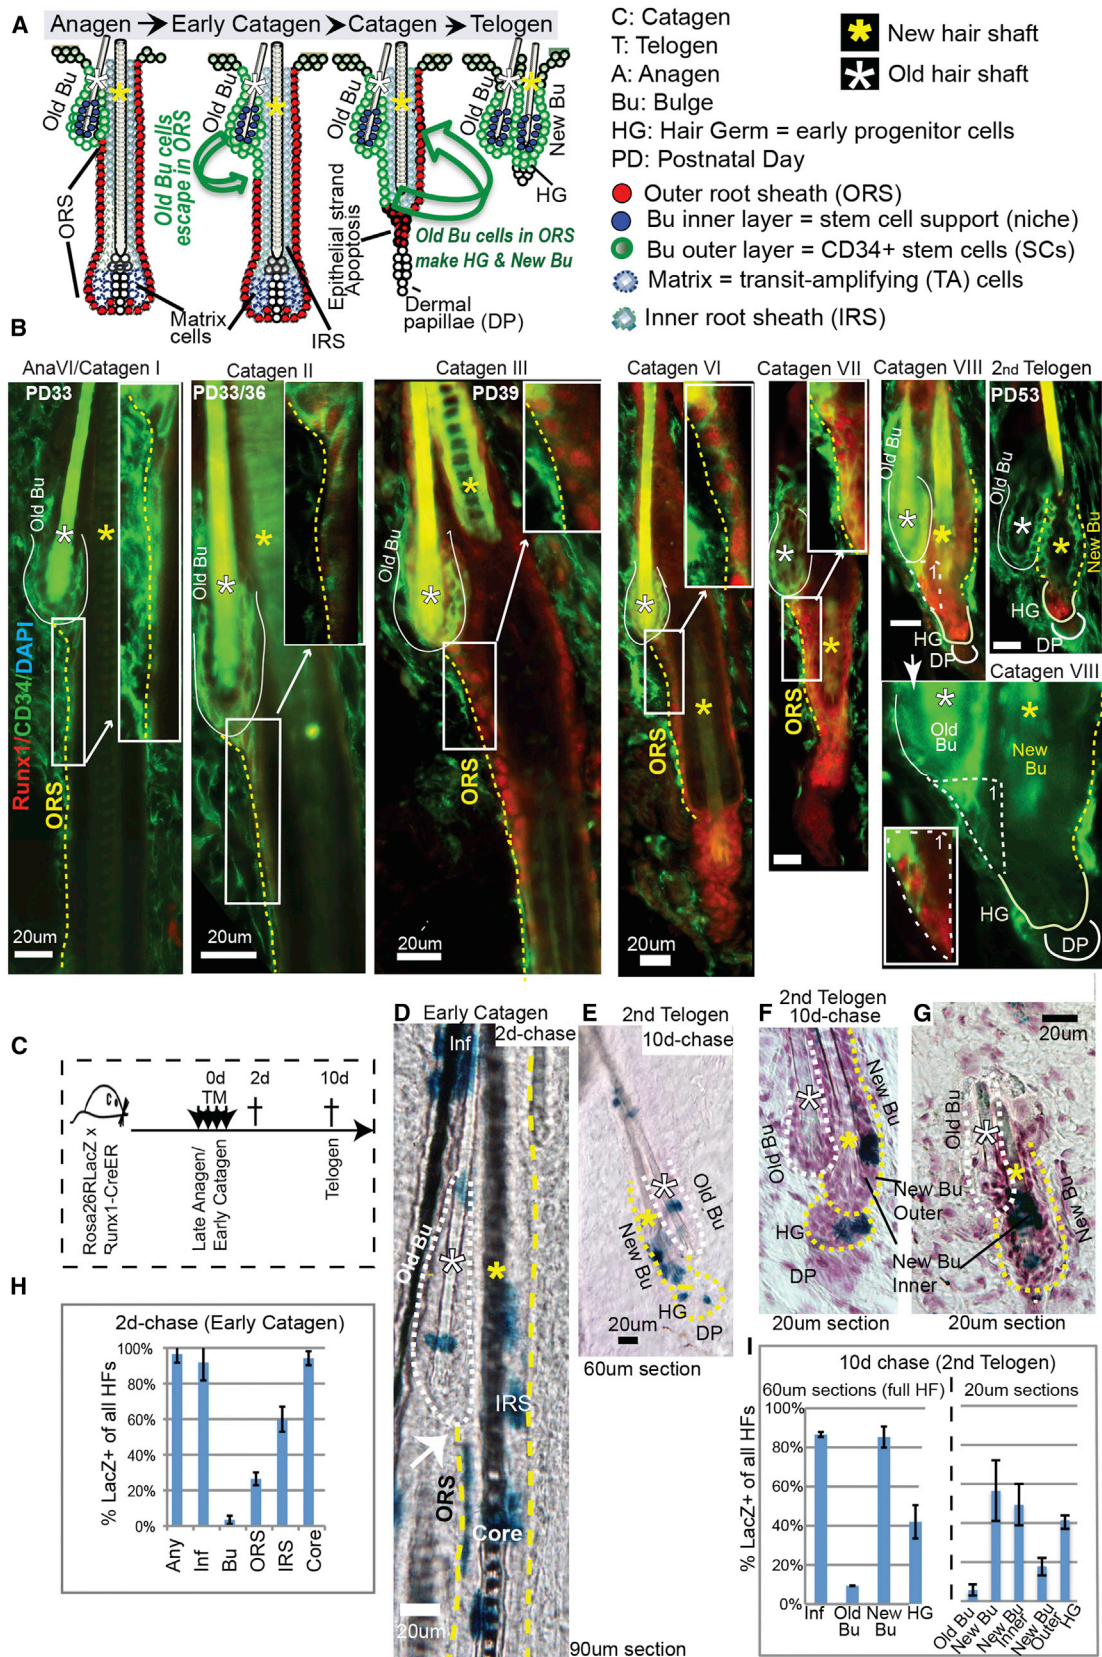 A
Anagen → Early Catagen → Catagen → Telogen
Old Bu
Old Bu
Old Bu
Old Bu
New Bu
ORS
Old Bu cells
escape in ORS
Epithelial strand
Apoptosis
HG
Old Bu cells in ORS
make HG & New Bu
Matrix
cells
IRS
Dermal
papillae (DP)
C: Catagen
T: Telogen
A: Anagen
Bu: Bulge
HG: Hair Germ = early progenitor cells
PD: Postnatal Day
* New hair shaft
* Old hair shaft
Outer root sheath (ORS)
Bu inner layer = stem cell support (niche)
Bu outer layer = CD34+ stem cells (SCs)
Matrix = transit-amplifying (TA) cells
Inner root sheath (IRS)
B
Runx1/CD34/DAPI
AnaVI/Catagen I
PD33
Old Bu
*
*
ORS
20um
Catagen II
PD33/36
Old Bu
*
*
20um
Catagen III
PD39
*
Old Bu
*
ORS
20um
Catagen VI
Old Bu
*
*
ORS
Catagen VII
*
*
ORS
Catagen VIII
Old Bu
*
*
1
HG
DP
2nd Telogen
PD53
Old Bu
*
*
New Bu
HG
DP
Catagen VIII
*
Old
Bu
*
New
Bu
1
1
HG
DP
C
0d
TM
2d
10d
Rosa26RLacZ x
Runx1-CreER
Late Anagen/
Early Catagen
Telogen
D
Early Catagen
2d-chase
Inf
Old Bu
*
*
IRS
ORS
Core
20um
90um section
E
2nd Telogen
10d-chase
Old Bu
*
*
New Bu
HG
DP
20um
60um section
F
2nd Telogen
10d-chase
New Bu
*
*
Old Bu
New Bu
Outer
HG
New Bu
Inner
DP
20um section
G
20um
Old Bu
*
*
New Bu
20um section
H
2d-chase (Early Catagen)
% LacZ+ of all HFs
100%
80%
60%
40%
20%
0%
Any
Inf
Bu
ORS
IRS
Core
I
10d chase (2nd Telogen)
60um sections (full HF)
20um sections
% LacZ+ of all HFs
100%
80%
60%
40%
20%
0%
Inf
Old
Bu
New
Bu
HG
Old Bu
New Bu
New Bu
Inner
New Bu
Outer
HG